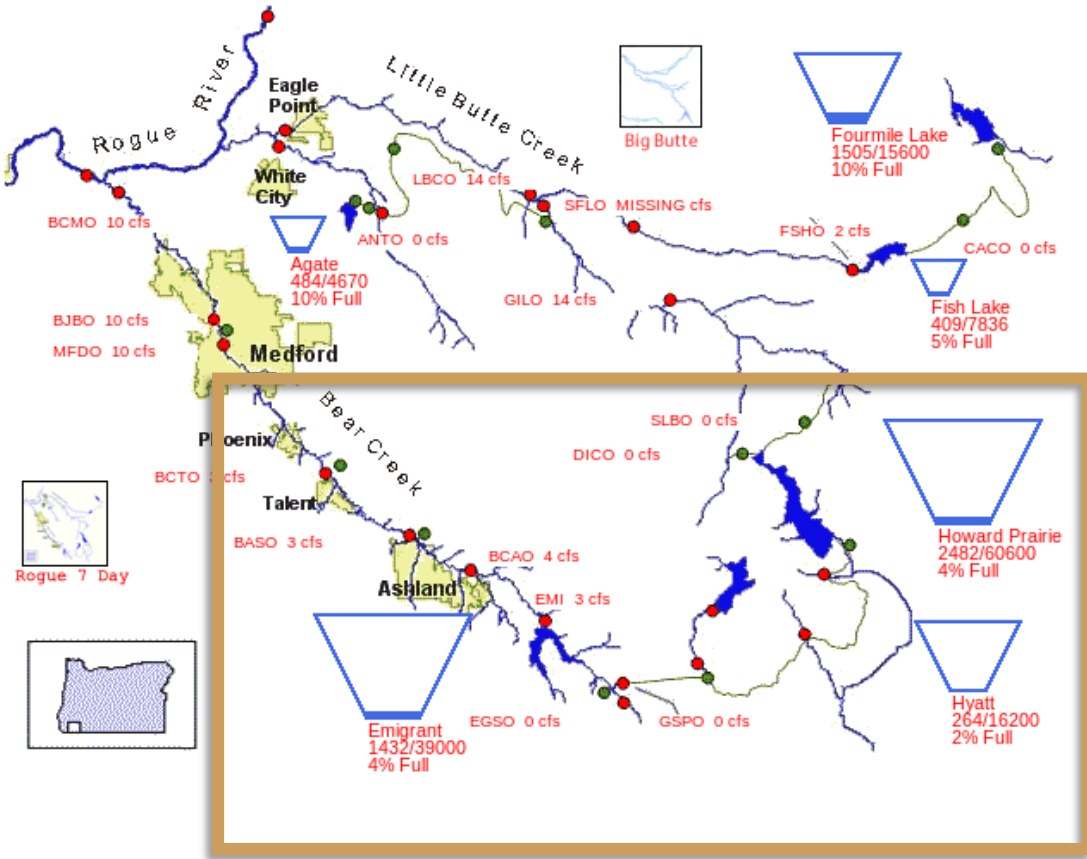 Rogue River
Eagle
Point
Little Butte Creek
Big Butte
Fourmile Lake
1505/15600
10% Full
White
City
LBCO 14 cfs
BCMO 10 cfs
SFLO MISSING cfs
ANTO 0 cfs
FSHO 2 cfs
CACO 0 cfs
Agate
484/4670
10% Full
GILO 14 cfs
Fish Lake
409/7836
5% Full
BJBO 10 cfs
MFDO 10 cfs
Medford
Bear Creek
SLBO 0 cfs
Phoenix
DICO 0 cfs
BCTO cfs
Talent
Howard Prairie
2482/60600
4% Full
BASO 3 cfs
BCAO 4 cfs
Rogue 7 Day
Ashland
EMI 3 cfs
EGSO 0 cfs
GSPO 0 cfs
Hyatt
264/16200
2% Full
Emigrant
1432/39000
4% Full